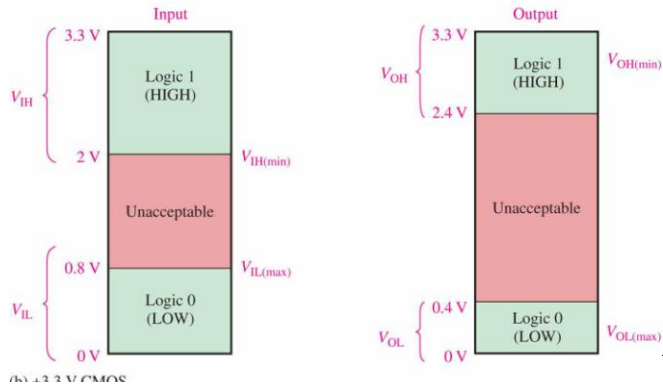 Input
3.3 V
Logic 1
(HIGH)
V_IH
2 V
V_IH(min)
Unacceptable
0.8 V
V_IL(max)
V_IL
Logic 0
(LOW)
0 V
Output
3.3 V
Logic 1
(HIGH)
V_OH(min)
V_OH
2.4 V
Unacceptable
0.4 V
Logic 0
(LOW)
V_OL(max)
V_OL
0 V
(b) +3.3 V CMOS